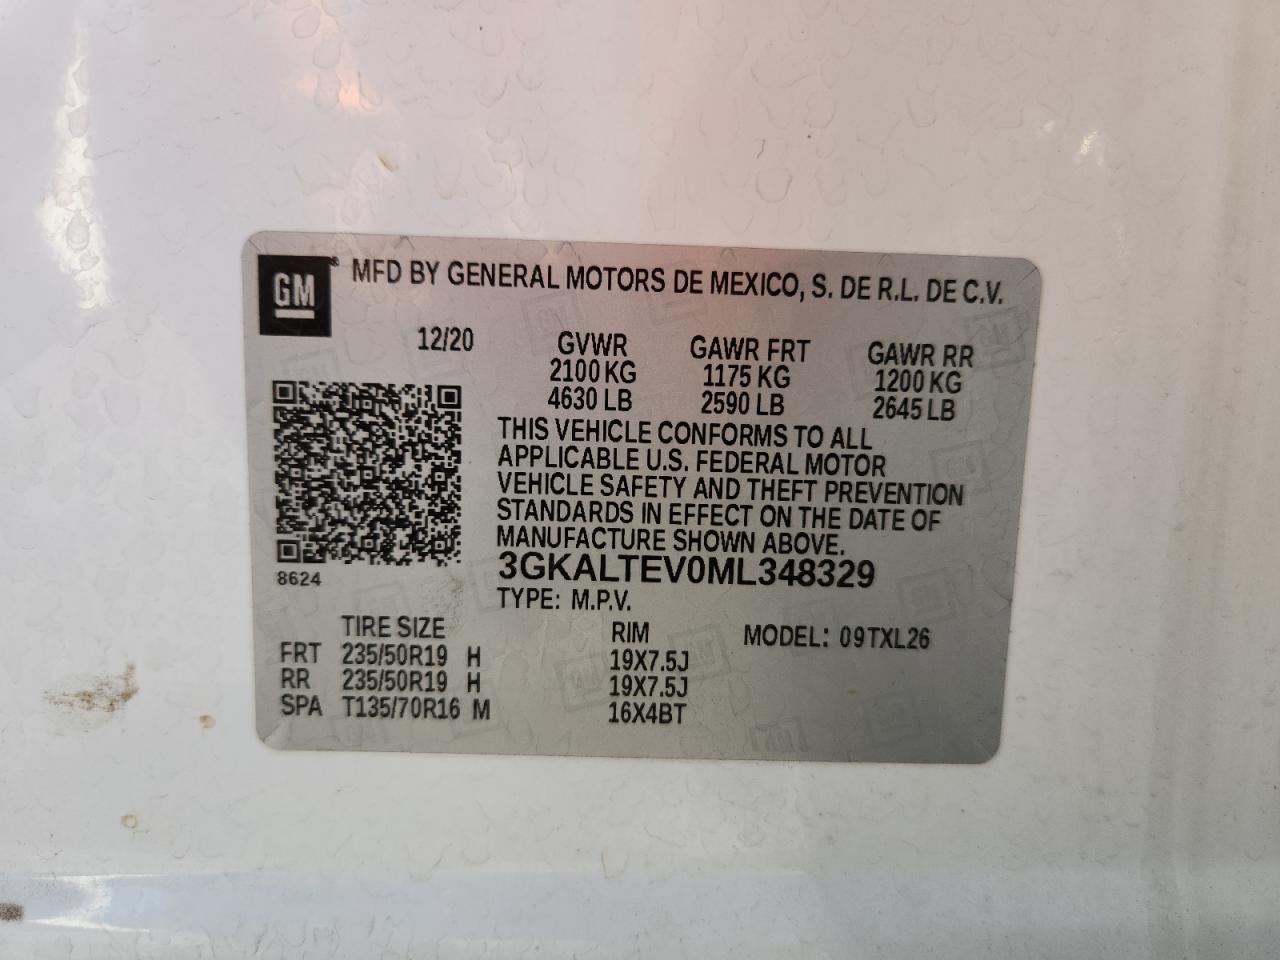 GM® MFD BY GENERAL MOTORS DE MEXICO, S. DE R.L. DE C.V.
12/20 GVWR GAWR FRT GAWR RR
2100 KG 1175 KG 1200 KG
4630 LB 2590 LB 2645 LB
THIS VEHICLE CONFORMS TO ALL
APPLICABLE U.S. FEDERAL MOTOR
VEHICLE SAFETY AND THEFT PREVENTION
STANDARDS IN EFFECT ON THE DATE OF
MANUFACTURE SHOWN ABOVE.
3GKALTEV0ML348329
8624
TYPE: M.P.V.
TIRE SIZE RIM MODEL: 09TXL26
FRT 235/50R19 H 19X7.5J
RR 235/50R19 H 19X7.5J
SPA T135/70R16 M 16X4BT